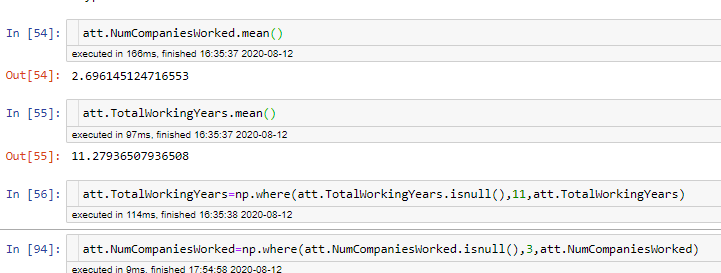 In [54]: att.NumCompaniesWorked.mean()
executed in 166ms, finished 16:35:37 2020-08-12
Out[54]: 2.696145124716553
In [55]: att.TotalWorkingYears.mean()
executed in 97ms, finished 16:35:37 2020-08-12
Out[55]: 11.27936507936508
In [56]: att.TotalWorkingYears=np.where(att.TotalWorkingYears.isnull(),11,att.TotalWorkingYears)
executed in 114ms, finished 16:35:38 2020-08-12
In [94]: att.NumCompaniesWorked=np.where(att.NumCompaniesWorked.isnull(),3,att.NumCompaniesWorked)
executed in 9ms, finished 17:54:58 2020-08-12